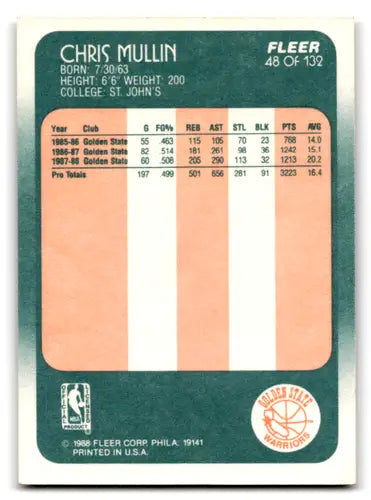 CHRIS MULLIN
BORN: 7/30/63
HEIGHT: 6'6" WEIGHT: 200
COLLEGE: ST. JOHN'S
FLEER
48 OF 132
Year Club G FG% REB AST STL BLK PTS AVG
1985-86 Golden State 55 .463 115 105 70 23 768 14.0
1986-87 Golden State 82 .514 181 261 98 36 1242 15.1
1987-88 Golden State 60 .508 205 290 113 32 1213 20.2
Pro Totals 197 .499 501 656 281 91 3223 16.4
OFFICIAL LICENSED
NBA
PRODUCT
© 1988 FLEER CORP. PHILA. 19141
PRINTED IN U.S.A.
GOLDEN STATE
WARRIORS